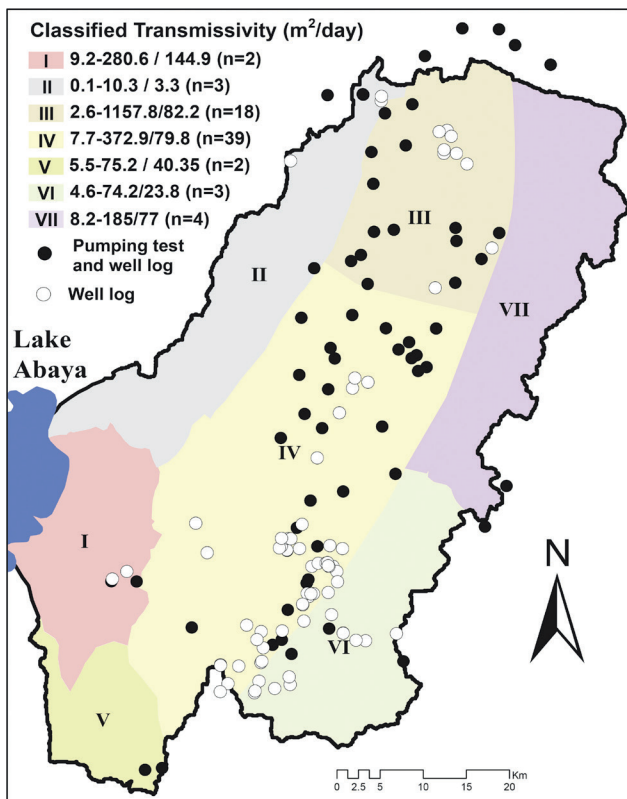 Classified Transmissivity (m²/day)
I 9.2-280.6 / 144.9 (n=2)
II 0.1-10.3 / 3.3 (n=3)
III 2.6-1157.8/82.2 (n=18)
IV 7.7-372.9/79.8 (n=39)
V 5.5-75.2 / 40.35 (n=2)
VI 4.6-74.2/23.8 (n=3)
VII 8.2-185/77 (n=4)
Pumping test
and well log
Well log
III
II
VII
Lake
Abaya
IV
I
N
VI
V
Km
0 2.5 5 10 15 20